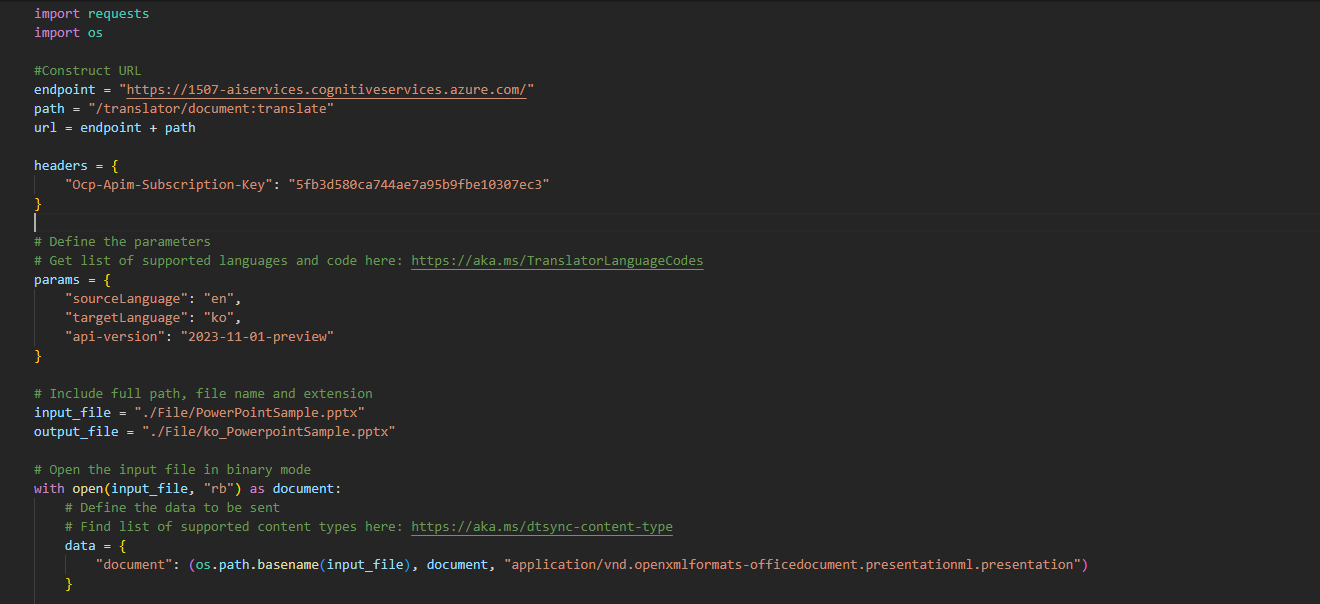 import requests
import os
#Construct URL
endpoint = "https://1507-aiservices.cognitiveservices.azure.com/"
path = "/translator/document:translate"
url = endpoint + path
headers = {
"Ocp-Apim-Subscription-Key": "5fb3d580ca744ae7a95b9fbe10307ec3"
}
# Define the parameters
# Get list of supported languages and code here: https://aka.ms/TranslatorLanguageCodes
params = {
"sourceLanguage": "en",
"targetLanguage": "ko",
"api-version": "2023-11-01-preview"
}
# Include full path, file name and extension
input_file = "./File/PowerPointSample.pptx"
output_file = "./File/ko_PowerpointSample.pptx"
# Open the input file in binary mode
with open(input_file, "rb") as document:
# Define the data to be sent
# Find list of supported content types here: https://aka.ms/dtsync-content-type
data = {
"document": (os.path.basename(input_file), document, "application/vnd.openxmlformats-officedocument.presentationml.presentation")
}